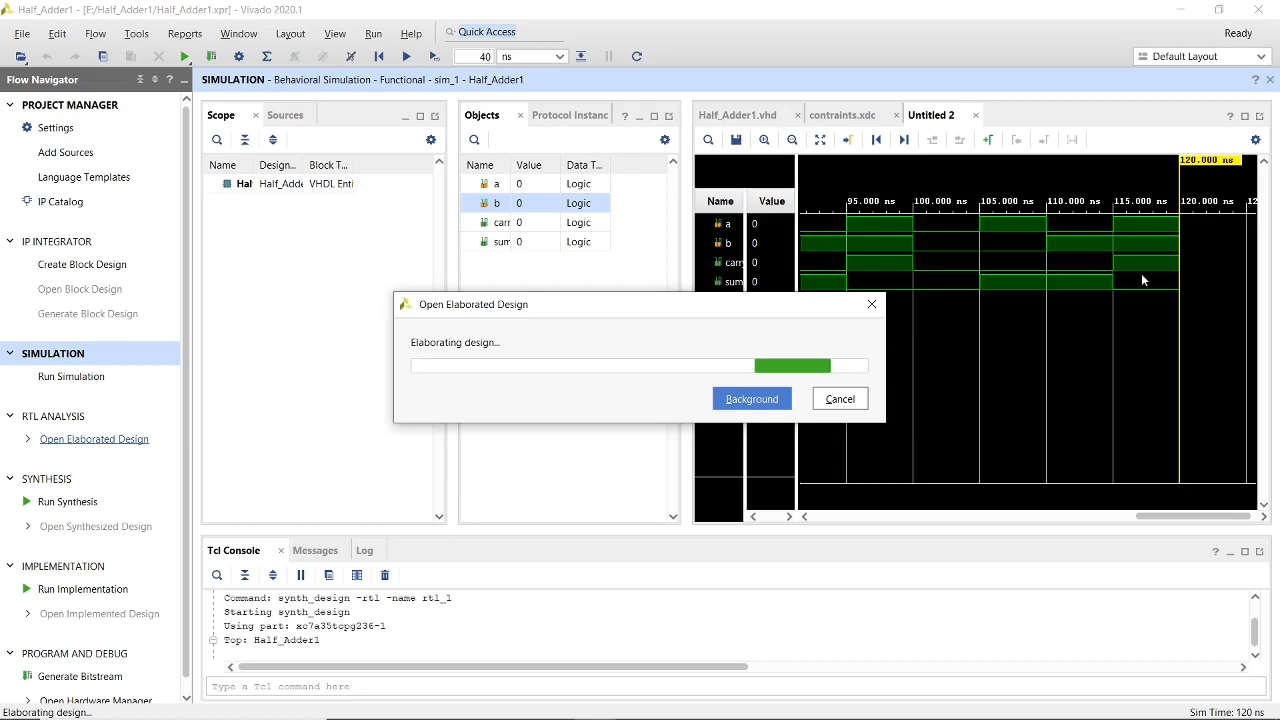 Half_Adder1 - [E:/Half_Adder1/Half_Adder1.xpr] - Vivado 2020.1
File Edit Flow Tools Reports Window Layout View Run Help Quick Access Ready
40 ns Default Layout
Flow Navigator
SIMULATION - Behavioral Simulation - Functional - sim_1 - Half_Adder1
PROJECT MANAGER
Settings
Add Sources
Language Templates
IP Catalog
IP INTEGRATOR
Create Block Design
Open Block Design
Generate Block Design
SIMULATION
Run Simulation
RTL ANALYSIS
Open Elaborated Design
SYNTHESIS
Run Synthesis
Open Synthesized Design
IMPLEMENTATION
Run Implementation
Open Implemented Design
PROGRAM AND DEBUG
Generate Bitstream
Open Hardware Manager
Scope Sources
Name Design... Block T...
Hal Half_Adde VHDL Enti
Objects Protocol Instanc
Name Value Data T...
a 0 Logic
b 0 Logic
carr 0 Logic
sum 0 Logic
Half_Adder1.vhd contraints.xdc Untitled 2
120.000 ns
Name Value
95.000 ns 100.000 ns 105.000 ns 110.000 ns 115.000 ns 120.000 ns 12
a 0
b 0
carry 0
sum 0
Open Elaborated Design
Elaborating design...
Background Cancel
Tcl Console Messages Log
Command: synth_design -rtl -name rtl_1
Starting synth_design
Using part: xc7a35tcpg236-1
Top: Half_Adder1
Type a Tcl command here
Elaborating design... Sim Time: 120 ns